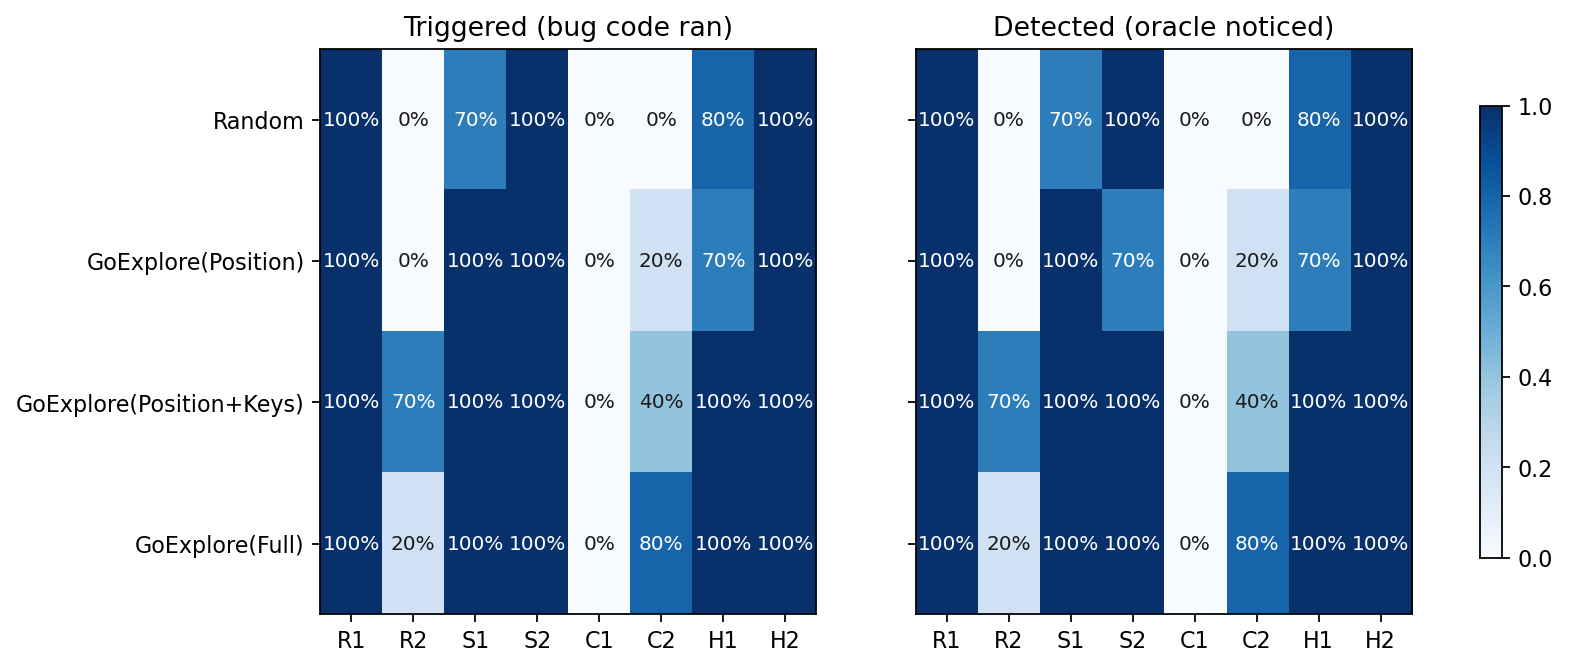 Triggered (bug code ran)
Detected (oracle noticed)
Random
100% 0% 70% 100% 0% 0% 80% 100%
100% 0% 70% 100% 0% 0% 80% 100%
GoExplore(Position)
100% 0% 100% 100% 0% 20% 70% 100%
100% 0% 100% 70% 0% 20% 70% 100%
GoExplore(Position+Keys)
100% 70% 100% 100% 0% 40% 100% 100%
100% 70% 100% 100% 0% 40% 100% 100%
GoExplore(Full)
100% 20% 100% 100% 0% 80% 100% 100%
100% 20% 100% 100% 0% 80% 100% 100%
R1 R2 S1 S2 C1 C2 H1 H2
R1 R2 S1 S2 C1 C2 H1 H2
1.0
0.8
0.6
0.4
0.2
0.0